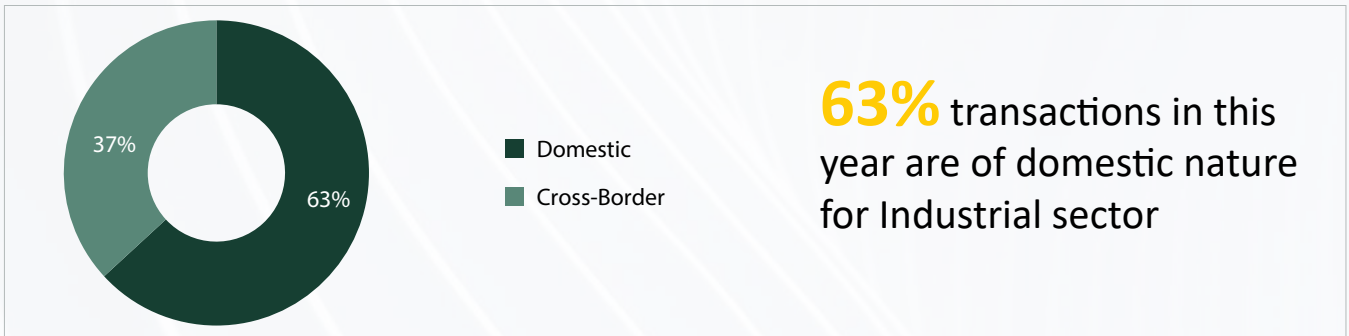 37%
63%
Domestic
Cross-Border
63% transactions in this
year are of domestic nature
for Industrial sector